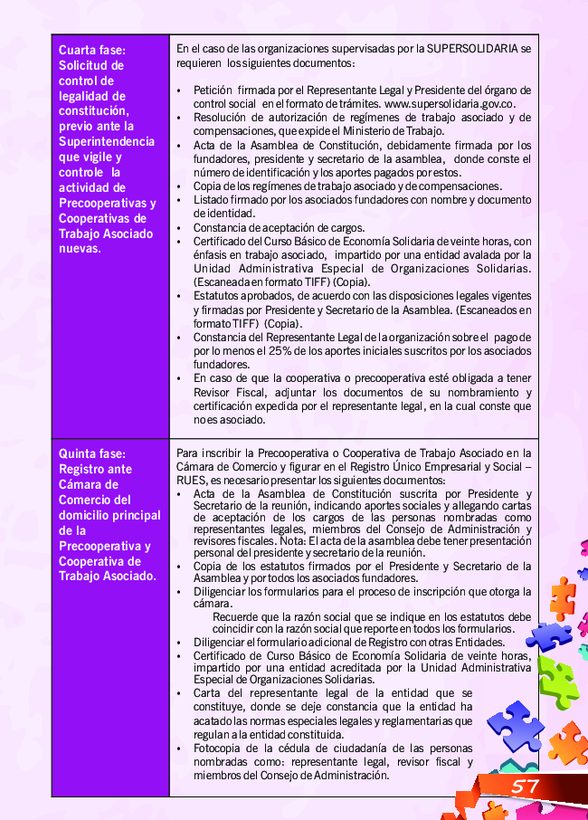 Cuarta fase:
Solicitud de
control de
legalidad de
constitución,
previo ante la
Superintendencia
que vigile y
controle la
actividad de
Precooperativas y
Cooperativas de
Trabajo Asociado
nuevas.
En el caso de las organizaciones supervisadas por la SUPERSOLIDARIA se
requieren los siguientes documentos:
• Petición firmada por el Representante Legal y Presidente del órgano de
control social en el formato de trámites. www.supersolidaria.gov.co.
• Resolución de autorización de regímenes de trabajo asociado y de
compensaciones, que expide el Ministerio de Trabajo.
• Acta de la Asamblea de Constitución, debidamente firmada por los
fundadores, presidente y secretario de la asamblea, donde conste el
número de identificación y los aportes pagados por estos.
• Copia de los regímenes de trabajo asociado y de compensaciones.
• Listado firmado por los asociados fundadores con nombre y documento
de identidad.
• Constancia de aceptación de cargos.
• Certificado del Curso Básico de Economía Solidaria de veinte horas, con
énfasis en trabajo asociado, impartido por una entidad avalada por la
Unidad Administrativa Especial de Organizaciones Solidarias.
(Escaneada en formato TIFF) (Copia).
• Estatutos aprobados, de acuerdo con las disposiciones legales vigentes
y firmadas por Presidente y Secretario de la Asamblea. (Escaneados en
formato TIFF) (Copia).
• Constancia del Representante Legal de la organización sobre el pago de
por lo menos el 25% de los aportes iniciales suscritos por los asociados
fundadores.
• En caso de que la cooperativa o precooperativa esté obligada a tener
Revisor Fiscal, adjuntar los documentos de su nombramiento y
certificación expedida por el representante legal, en la cual conste que
no es asociado.
Quinta fase:
Registro ante
Cámara de
Comercio del
domicilio principal
de la
Precooperativa y
Cooperativa de
Trabajo Asociado.
Para inscribir la Precooperativa o Cooperativa de Trabajo Asociado en la
Cámara de Comercio y figurar en el Registro Único Empresarial y Social –
RUES, es necesario presentar los siguientes documentos:
• Acta de la Asamblea de Constitución suscrita por Presidente y
Secretario de la reunión, indicando aportes sociales y allegando cartas
de aceptación de los cargos de las personas nombradas como
representantes legales, miembros del Consejo de Administración y
revisores fiscales. Nota: El acta de la asamblea debe tener presentación
personal del presidente y secretario de la reunión.
• Copia de los estatutos firmados por el Presidente y Secretario de la
Asamblea y por todos los asociados fundadores.
• Diligenciar los formularios para el proceso de inscripción que otorga la
cámara.
Recuerde que la razón social que se indique en los estatutos debe
coincidir con la razón social que reporte en todos los formularios.
• Diligenciar el formulario adicional de Registro con otras Entidades.
• Certificado de Curso Básico de Economía Solidaria de veinte horas,
impartido por una entidad acreditada por la Unidad Administrativa
Especial de Organizaciones Solidarias.
• Carta del representante legal de la entidad que se
constituye, donde se deja constancia que la entidad ha
acatado las normas especiales legales y reglamentarias que
regulan a la entidad constituida.
• Fotocopia de la cédula de ciudadanía de las personas
nombradas como: representante legal, revisor fiscal y
miembros del Consejo de Administración.
57